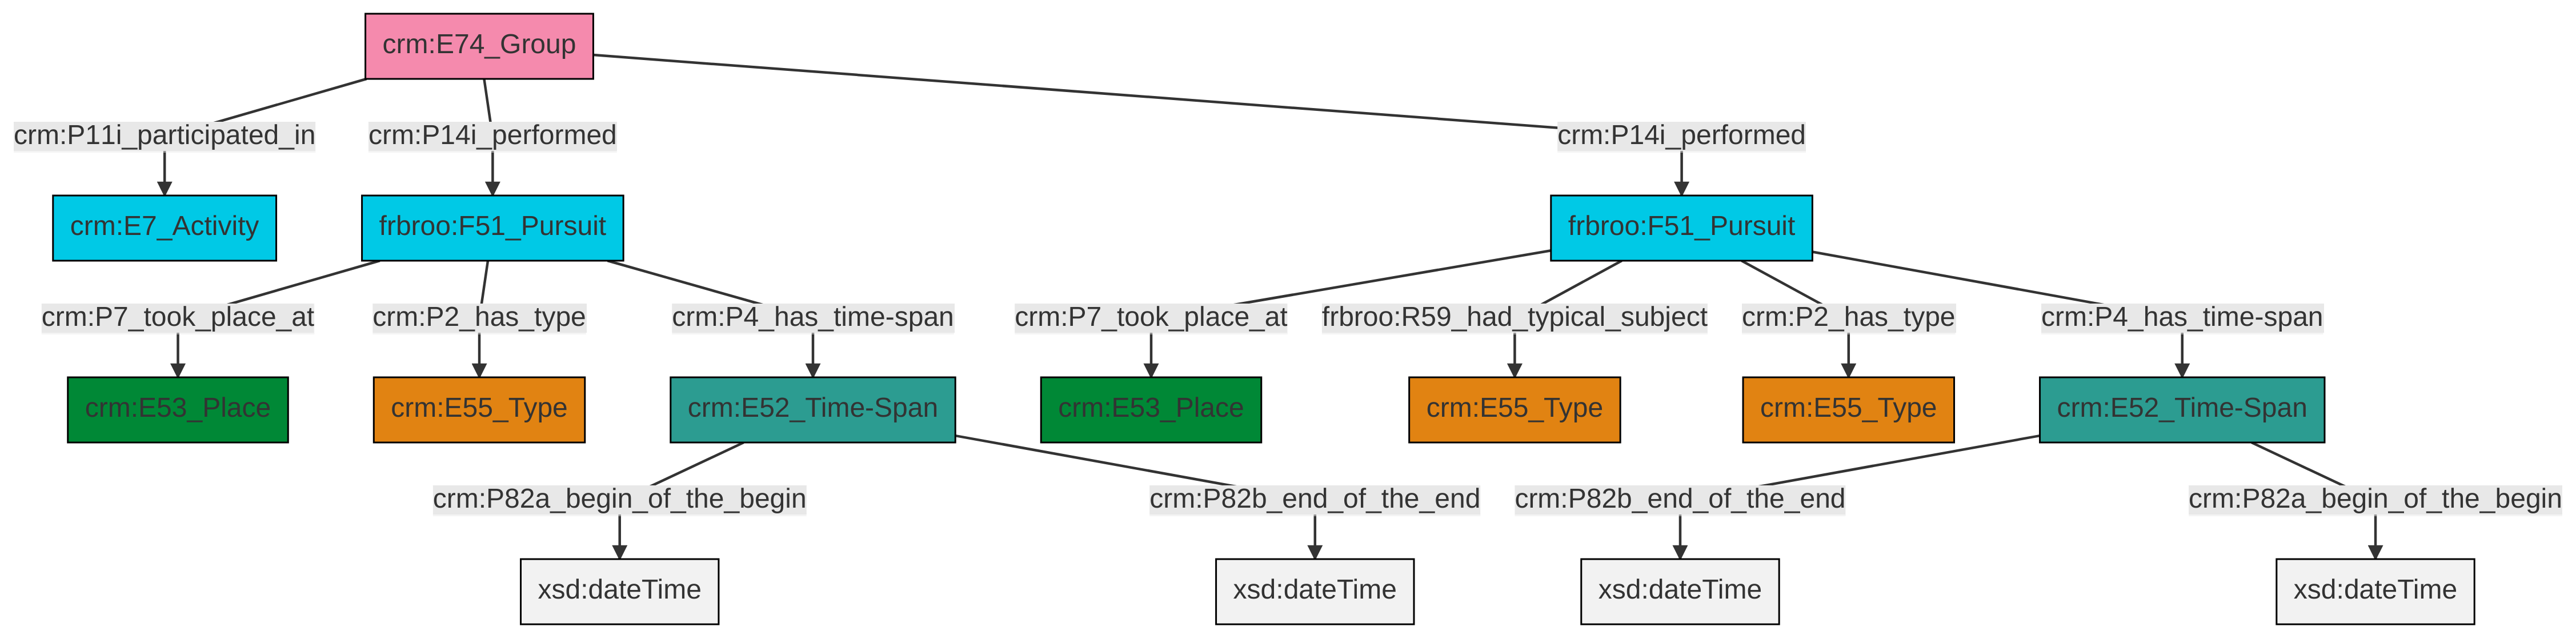 crm:E74_Group
crm:P11i_participated_in
crm:P14i_performed
crm:P14i_performed
crm:E7_Activity
frbroo:F51_Pursuit
frbroo:F51_Pursuit
crm:P7_took_place_at
crm:P2_has_type
crm:P4_has_time-span
crm:P7_took_place_at
frbroo:R59_had_typical_subject
crm:P2_has_type
crm:P4_has_time-span
crm:E53_Place
crm:E55_Type
crm:E52_Time-Span
crm:E53_Place
crm:E55_Type
crm:E55_Type
crm:E52_Time-Span
crm:P82a_begin_of_the_begin
crm:P82b_end_of_the_end
crm:P82b_end_of_the_end
crm:P82a_begin_of_the_begin
xsd:dateTime
xsd:dateTime
xsd:dateTime
xsd:dateTime